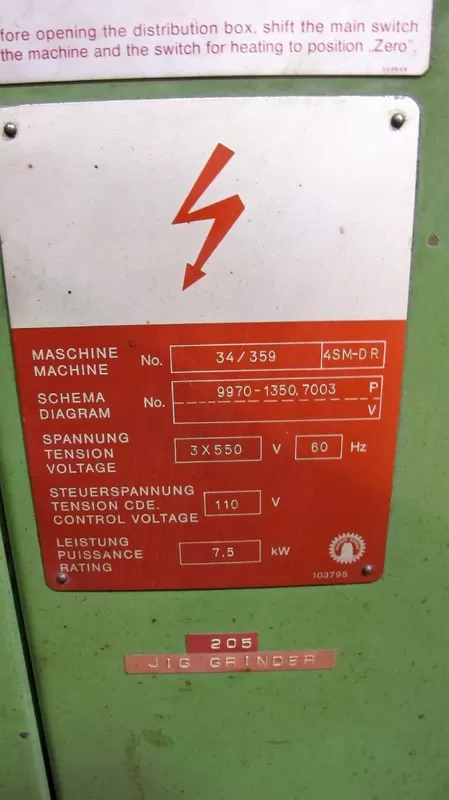 fore opening the distribution box, shift the main switch
the machine and the switch for heating to position „Zero".
MASCHINE
MACHINE
No.
34/359
4SM-DR
SCHEMA
DIAGRAM
No.
9970-1350.7003 P
V
SPANNUNG
TENSION
VOLTAGE
3X550 V 60 Hz
STEUERSPANNUNG
TENSION CDE.
CONTROL VOLTAGE
110 V
LEISTUNG
PUISSANCE
RATING
7.5 kW
103795
205
JIG GRINDER